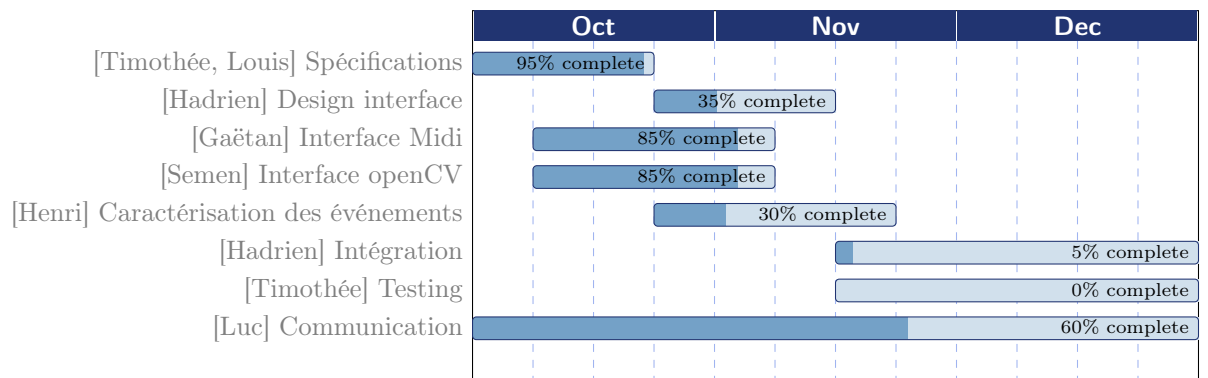 Oct Nov Dec
[Timothée, Louis] Spécifications 95% complete
[Hadrien] Design interface 35% complete
[Gaëtan] Interface Midi 85% complete
[Semen] Interface openCV 85% complete
[Henri] Caractérisation des événements 30% complete
[Hadrien] Intégration 5% complete
[Timothée] Testing 0% complete
[Luc] Communication 60% complete